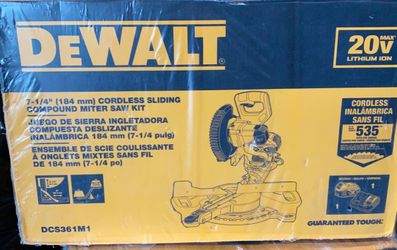 DEWALT
20V
MAX*
LITHIUM ION
7-1/4" (184 mm) CORDLESS SLIDING
COMPOUND MITER SAW KIT
JUEGO DE SIERRA INGLETADORA
COMPUESTA DESLIZANTE
INALÁMBRICA 184 mm (7-1/4 pulg)
ENSEMBLE DE SCIE COULISSANTE
À ONGLETS MIXTES SANS FIL
DE 184 mm (7-1/4 po)
CORDLESS
INALÁMBRICA
SANS FIL
535
DCS361M1
GUARANTEED TOUGH.